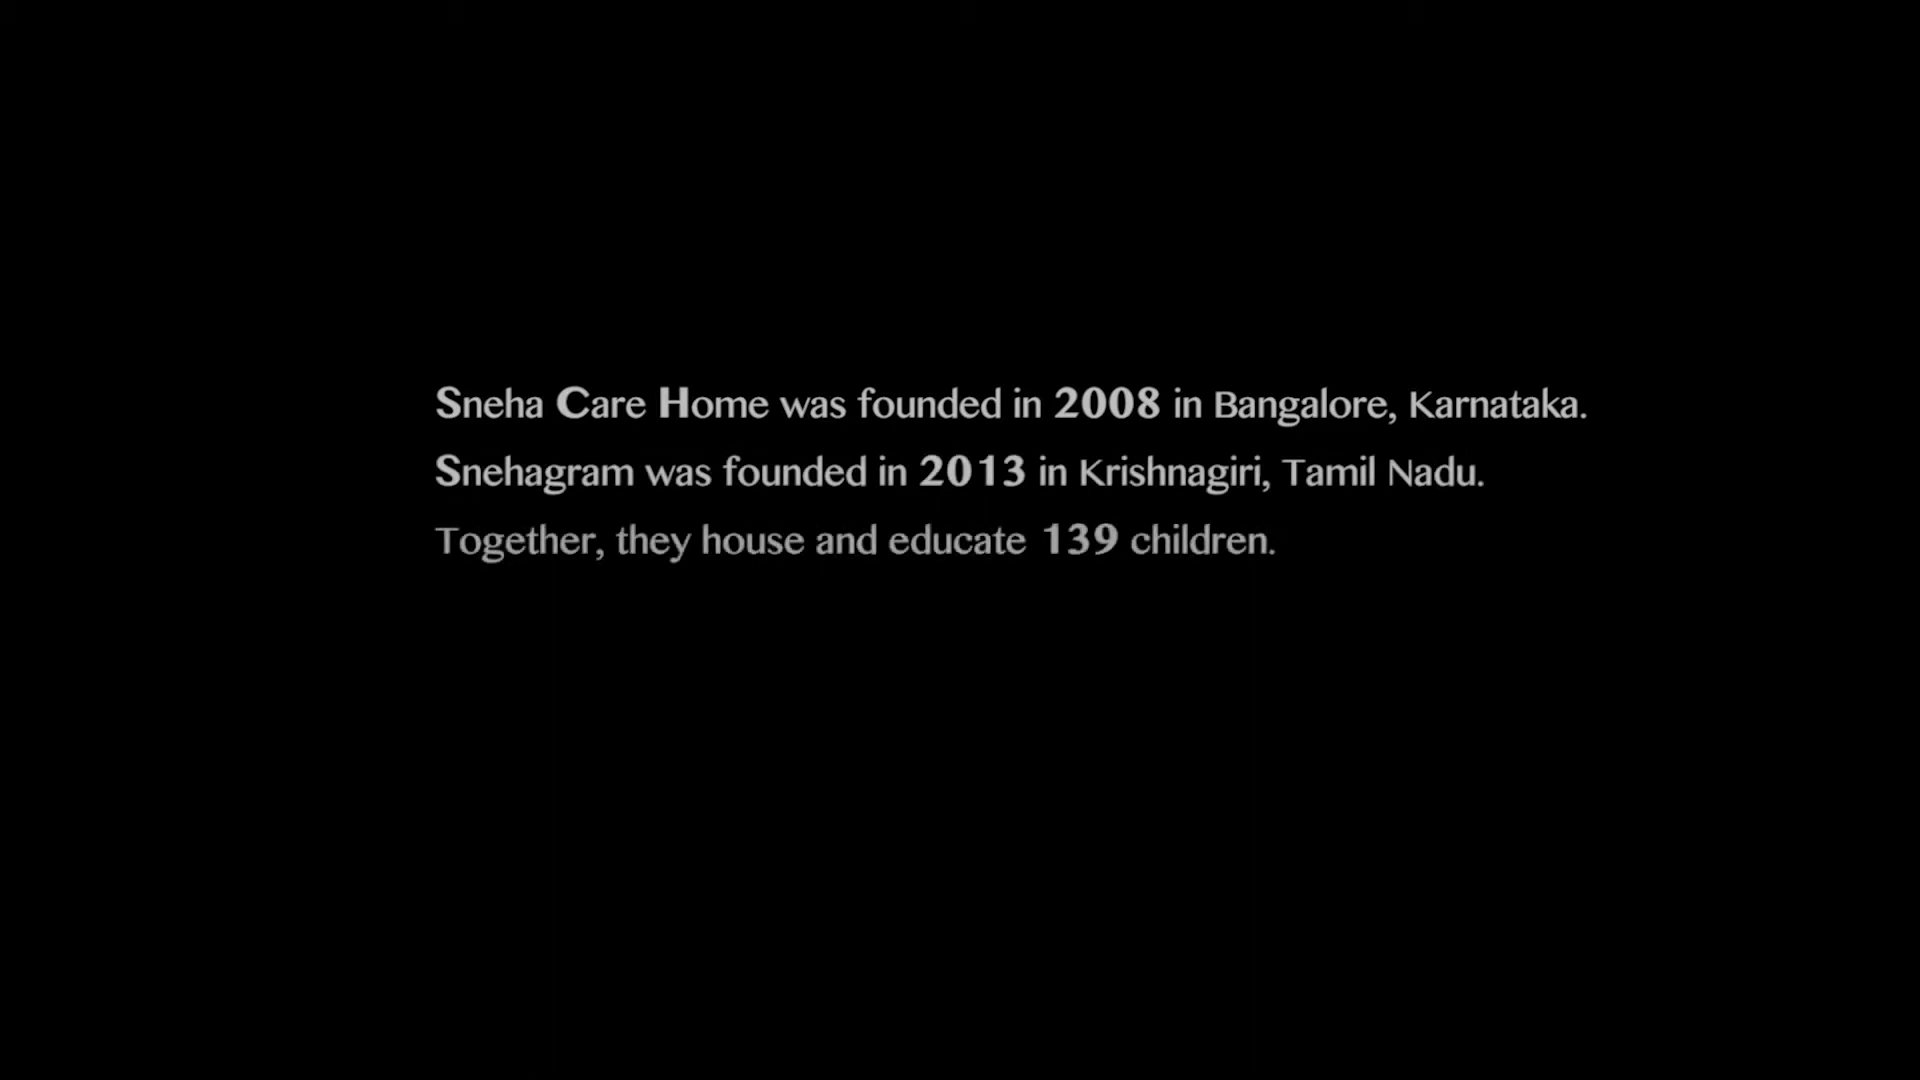 Sneha Care Home was founded in 2008 in Bangalore, Karnataka.
Snehagram was founded in 2013 in Krishnagiri, Tamil Nadu.
Together, they house and educate 139 children.